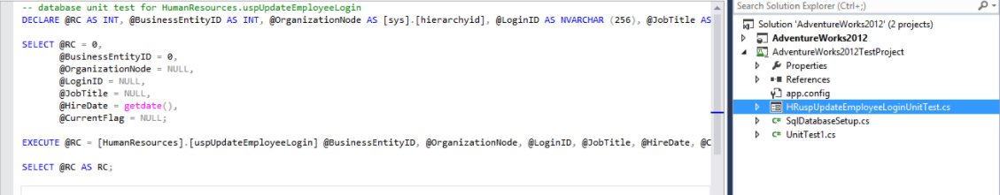 -- database unit test for HumanResources.uspUpdateEmployeeLogin
DECLARE @RC AS INT, @BusinessEntityID AS INT, @OrganizationNode AS [sys].[hierarchyid], @LoginID AS NVARCHAR (256), @JobTitle AS
SELECT @RC = 0,
@BusinessEntityID = 0,
@OrganizationNode = NULL,
@LoginID = NULL,
@JobTitle = NULL,
@HireDate = getdate(),
@CurrentFlag = NULL;
EXECUTE @RC = [HumanResources].[uspUpdateEmployeeLogin] @BusinessEntityID, @OrganizationNode, @LoginID, @JobTitle, @HireDate, @C
SELECT @RC AS RC;
Search Solution Explorer (Ctrl+;)
Solution 'AdventureWorks2012' (2 projects)
AdventureWorks2012
AdventureWorks2012TestProject
Properties
References
app.config
HRuspUpdateEmployeeLoginUnitTest.cs
C# SqlDatabaseSetup.cs
C# UnitTest1.cs